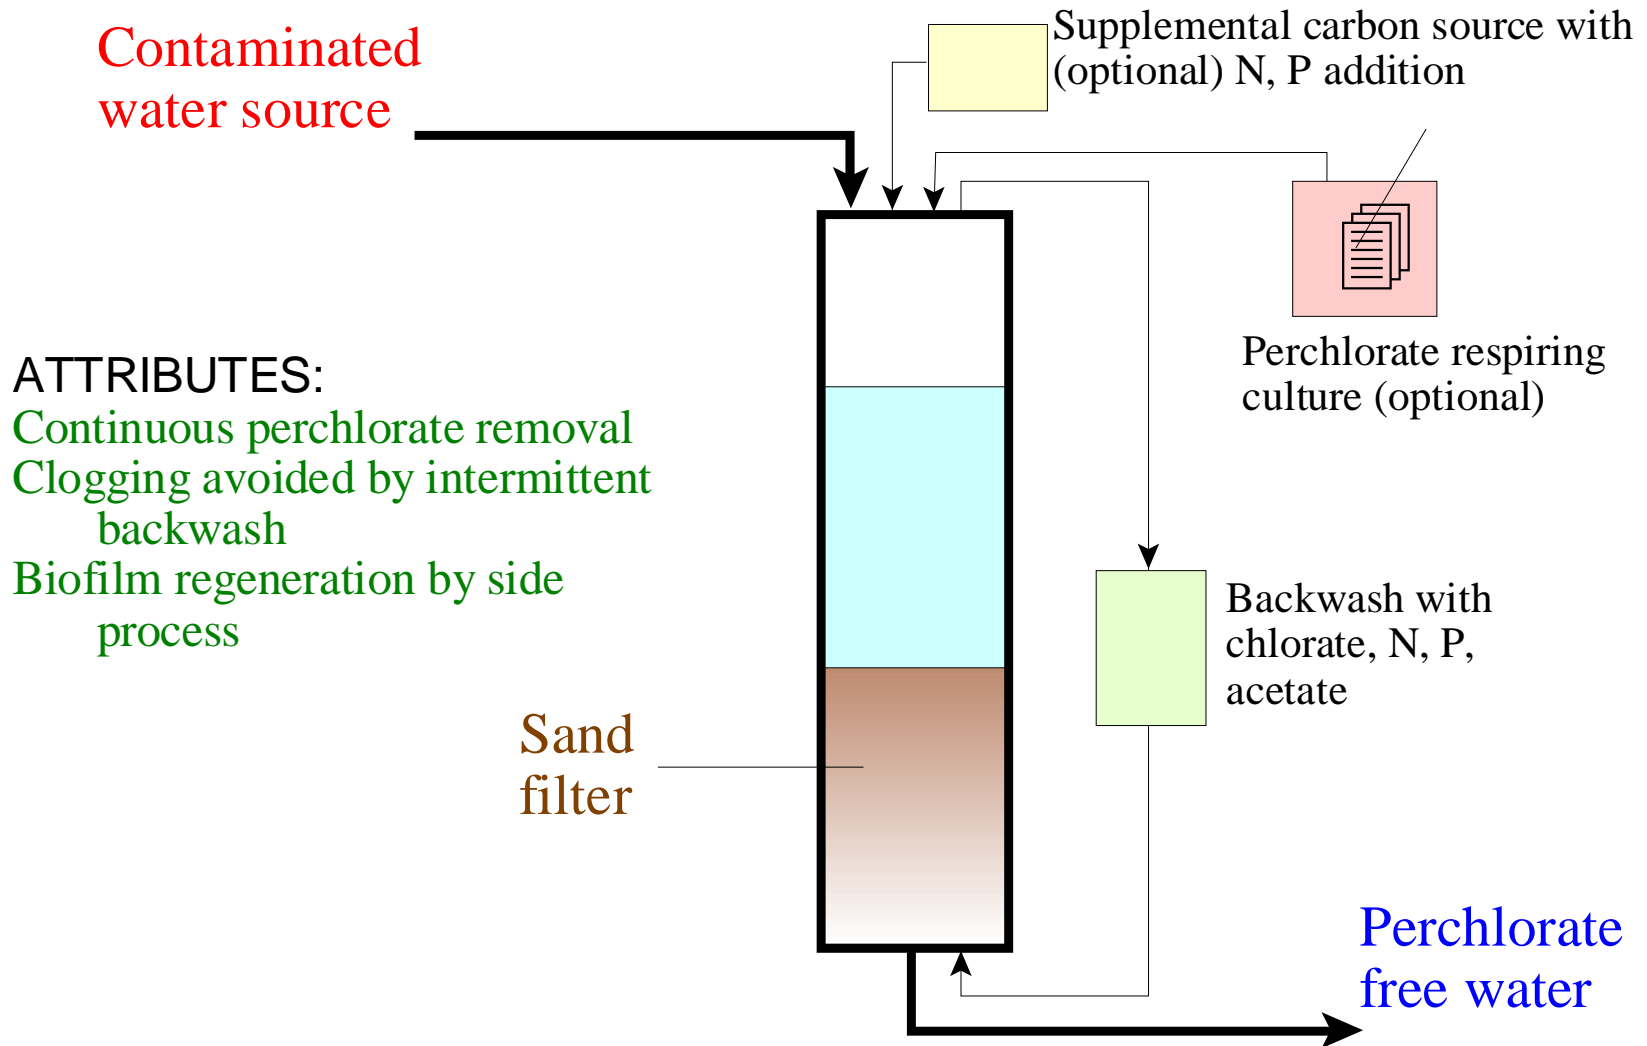 Contaminated
water source
Supplemental carbon source with
(optional) N, P addition
Perchlorate respiring
culture (optional)
ATTRIBUTES:
Continuous perchlorate removal
Clogging avoided by intermittent
backwash
Biofilm regeneration by side
process
Backwash with
chlorate, N, P,
acetate
Sand
filter
Perchlorate
free water